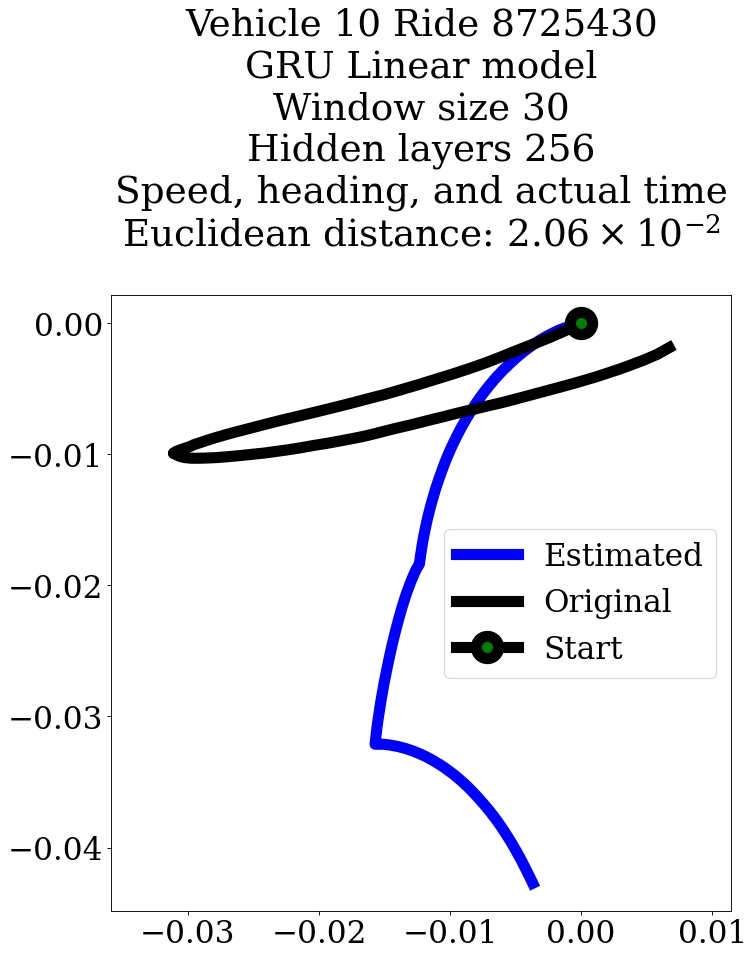 Vehicle 10 Ride 8725430
GRU Linear model
Window size 30
Hidden layers 256
Speed, heading, and actual time
Euclidean distance: 2.06 × 10⁻²
0.00
−0.01
−0.02
−0.03
−0.04
Estimated
Original
Start
−0.03 −0.02 −0.01 0.00 0.01